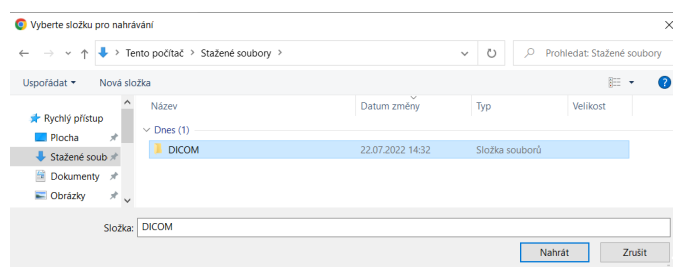 Vyberte složku pro nahrávání
Tento počítač > Stažené soubory >
Prohledat: Stažené soubory
Uspořádat Nová složka
Název Datum změny Typ Velikost
Rychlý přístup
Dnes (1)
Plocha
DICOM 22.07.2022 14:32 Složka souborů
Stažené soub
Dokumenty
Obrázky
Složka: DICOM
Nahrát Zrušit